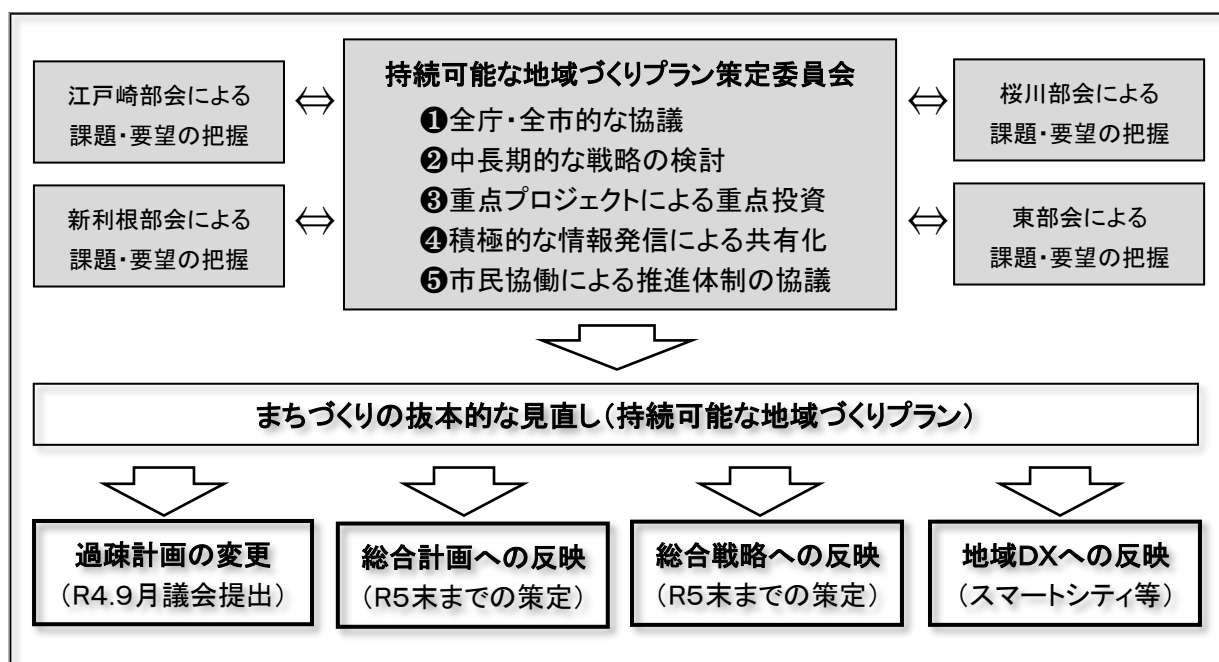 持続可能な地域づくりプラン策定委員会
❶全庁・全市的な協議
❷中長期的な戦略の検討
❸重点プロジェクトによる重点投資
❹積極的な情報発信による共有化
❺市民協働による推進体制の協議
江戸崎部会による
課題・要望の把握
新利根部会による
課題・要望の把握
桜川部会による
課題・要望の把握
東部会による
課題・要望の把握
まちづくりの抜本的な見直し(持続可能な地域づくりプラン)
過疎計画の変更
(R4.9月議会提出)
総合計画への反映
(R5末までの策定)
総合戦略への反映
(R5末までの策定)
地域DXへの反映
(スマートシティ等)